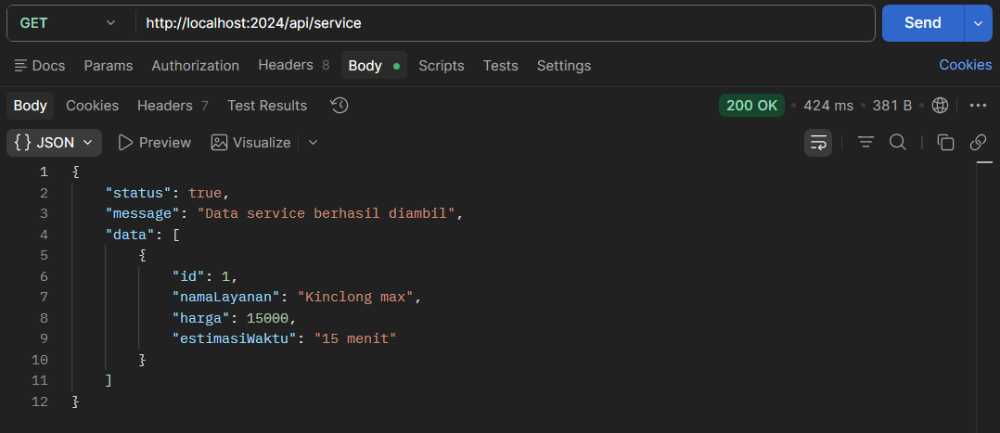 GET http://localhost:2024/api/service Send
Docs Params Authorization Headers 8 Body Scripts Tests Settings Cookies
Body Cookies Headers 7 Test Results 200 OK 424 ms 381 B
{} JSON Preview Visualize
1 {
2 "status": true,
3 "message": "Data service berhasil diambil",
4 "data": [
5 {
6 "id": 1,
7 "namaLayanan": "Kinclong max",
8 "harga": 15000,
9 "estimasiWaktu": "15 menit"
10 }
11 ]
12 }